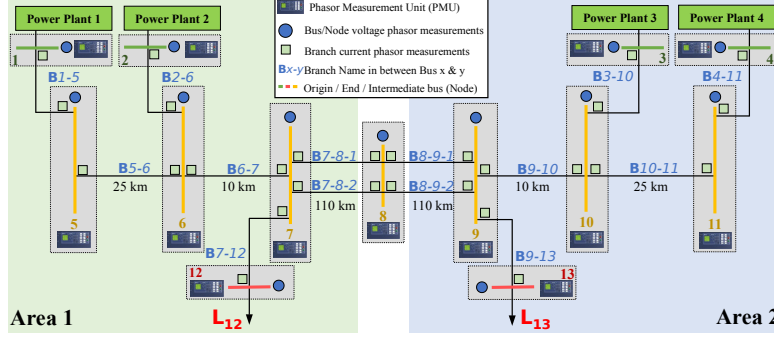 Power Plant 1
Power Plant 2
Phasor Measurement Unit (PMU)
Bus/Node voltage phasor measurements
Branch current phasor measurements
Bx-y Branch Name in between Bus x & y
Origin / End / Intermediate bus (Node)
Power Plant 3
Power Plant 4
1
2
3
4
B1-5
B2-6
B3-10
B4-11
B5-6
25 km
B6-7
10 km
B7-8-1
B7-8-2
110 km
B8-9-1
B8-9-2
110 km
B9-10
10 km
B10-11
25 km
5
6
7
8
9
10
11
B7-12
B9-13
12
13
Area 1
L12
L13
Area 2